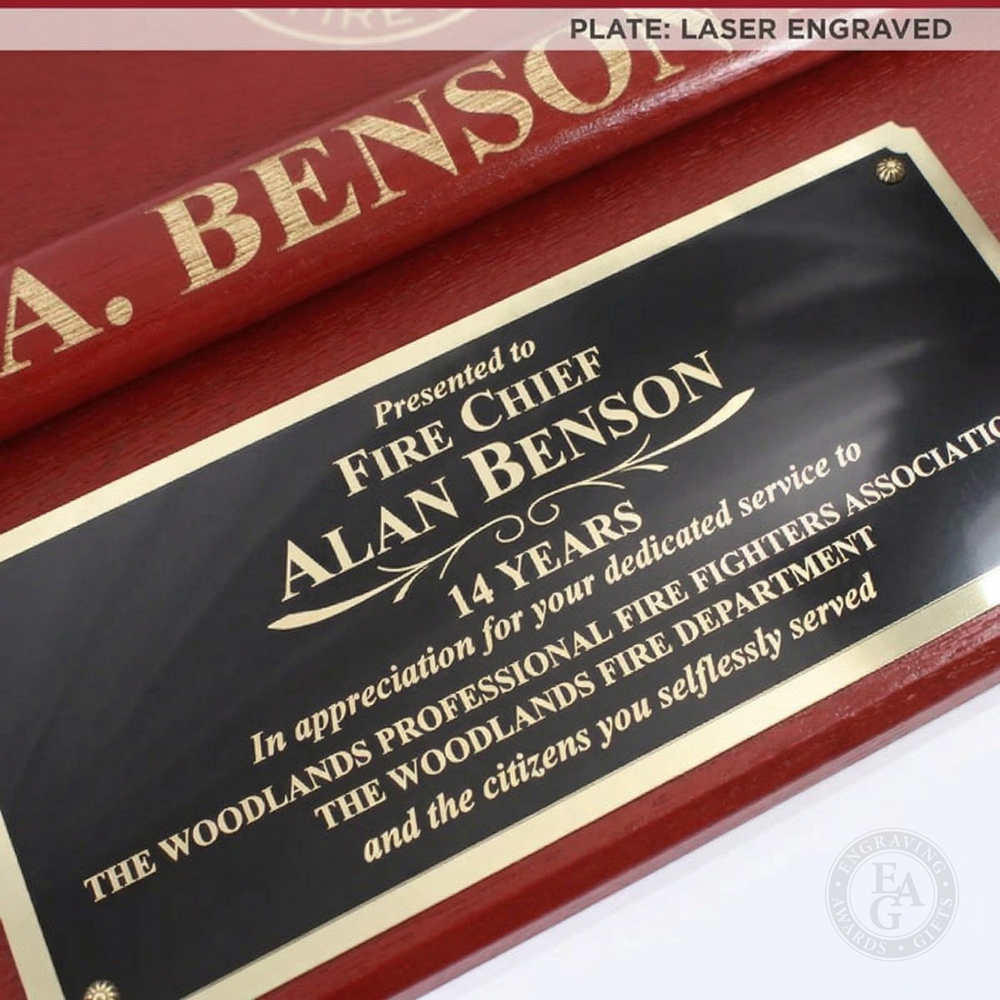 FIRE
PLATE: LASER ENGRAVED
A. BENSON
Presented to
FIRE CHIEF
ALAN BENSON
14 YEARS
In appreciation for your dedicated service to
THE WOODLANDS PROFESSIONAL FIRE FIGHTERS ASSOCIATIO
THE WOODLANDS FIRE DEPARTMENT
and the citizens you selflessly served
ENGRAVING
EAG
AWARDS • GIFTS